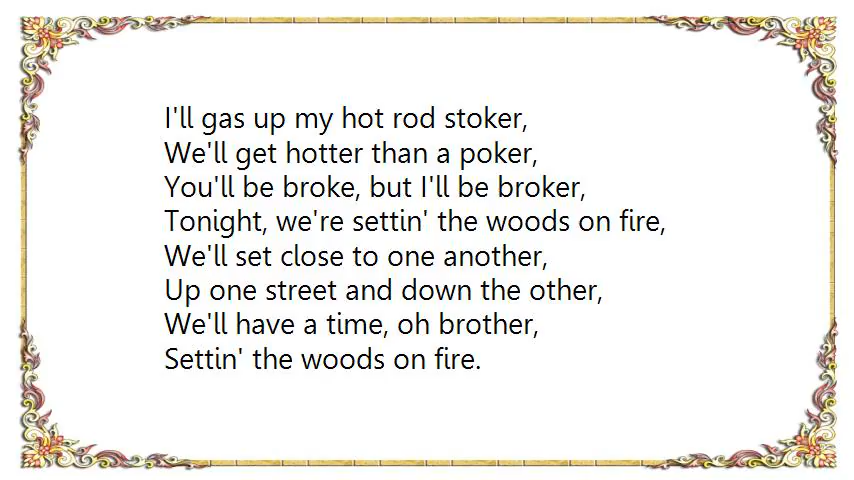 I'll gas up my hot rod stoker,
We'll get hotter than a poker,
You'll be broke, but I'll be broker,
Tonight, we're settin' the woods on fire,
We'll set close to one another,
Up one street and down the other,
We'll have a time, oh brother,
Settin' the woods on fire.